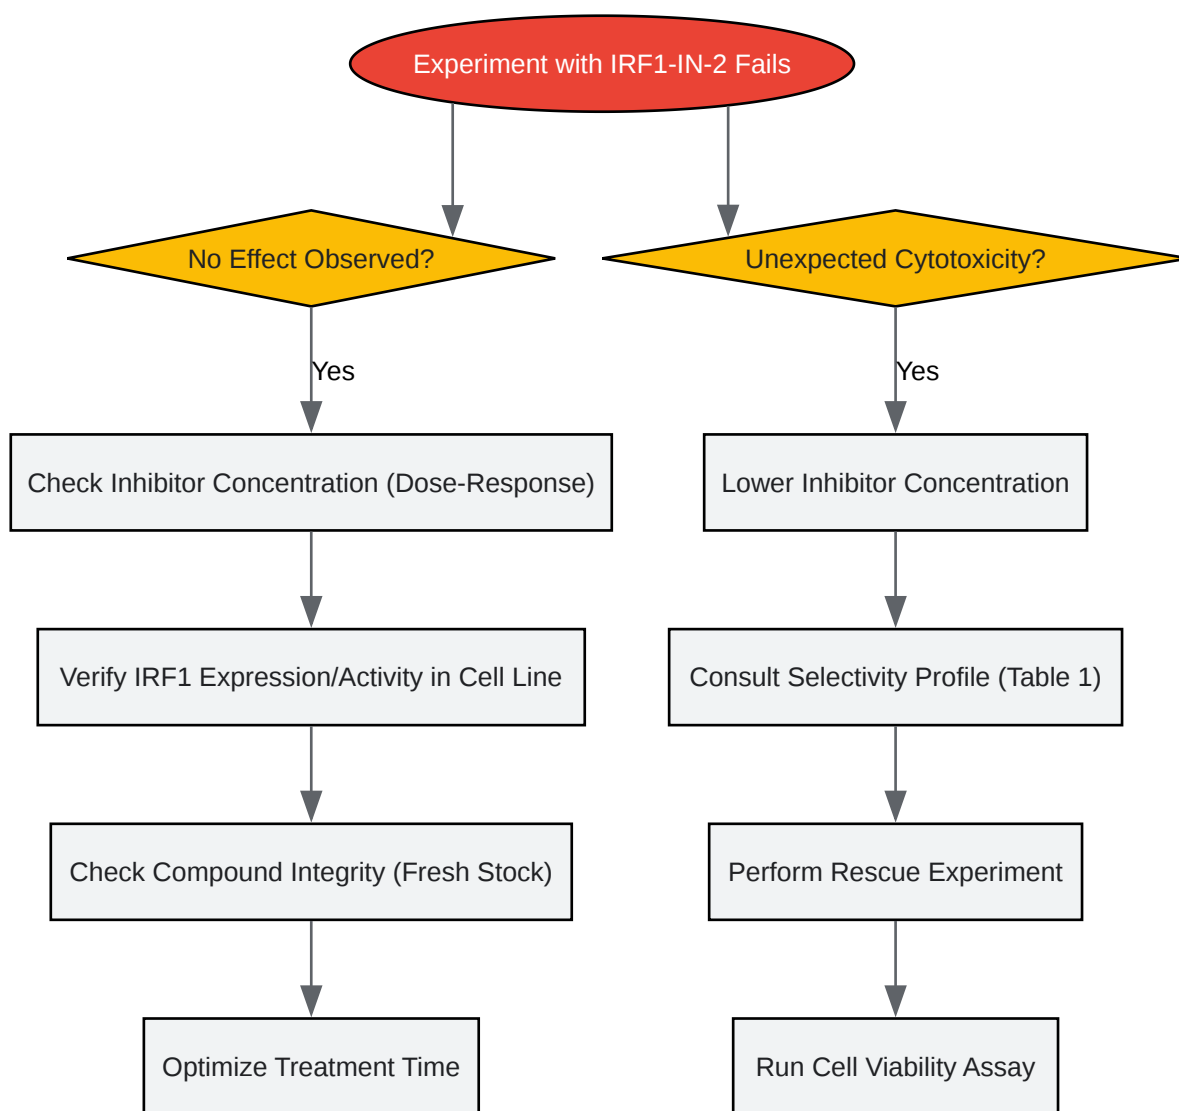 Experiment with IRF1-IN-2 Fails
No Effect Observed?
Unexpected Cytotoxicity?
Yes
Yes
Check Inhibitor Concentration (Dose-Response)
Lower Inhibitor Concentration
Verify IRF1 Expression/Activity in Cell Line
Consult Selectivity Profile (Table 1)
Check Compound Integrity (Fresh Stock)
Perform Rescue Experiment
Optimize Treatment Time
Run Cell Viability Assay